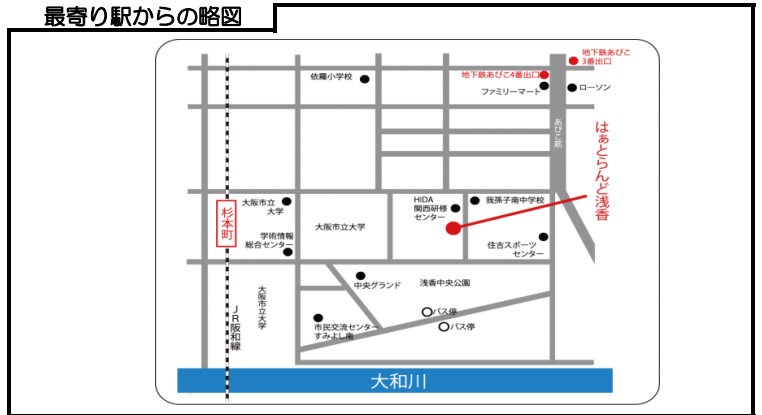 最寄り駅からの略図
地下鉄あびこ
3番出口
地下鉄あびこ4番出口
依羅小学校
ファミリーマート
ローソン
あびこ筋
はぁとらんど浅香
大阪市立
大学
杉本町
学術情報
総合センター
大阪市立大学
HIDA
関西研修
センター
我孫子南中学校
住吉スポーツ
センター
中央グランド
浅香中央公園
大阪市立大学
JR阪和線
市民交流センター
すみよし南
バス停
バス停
大和川